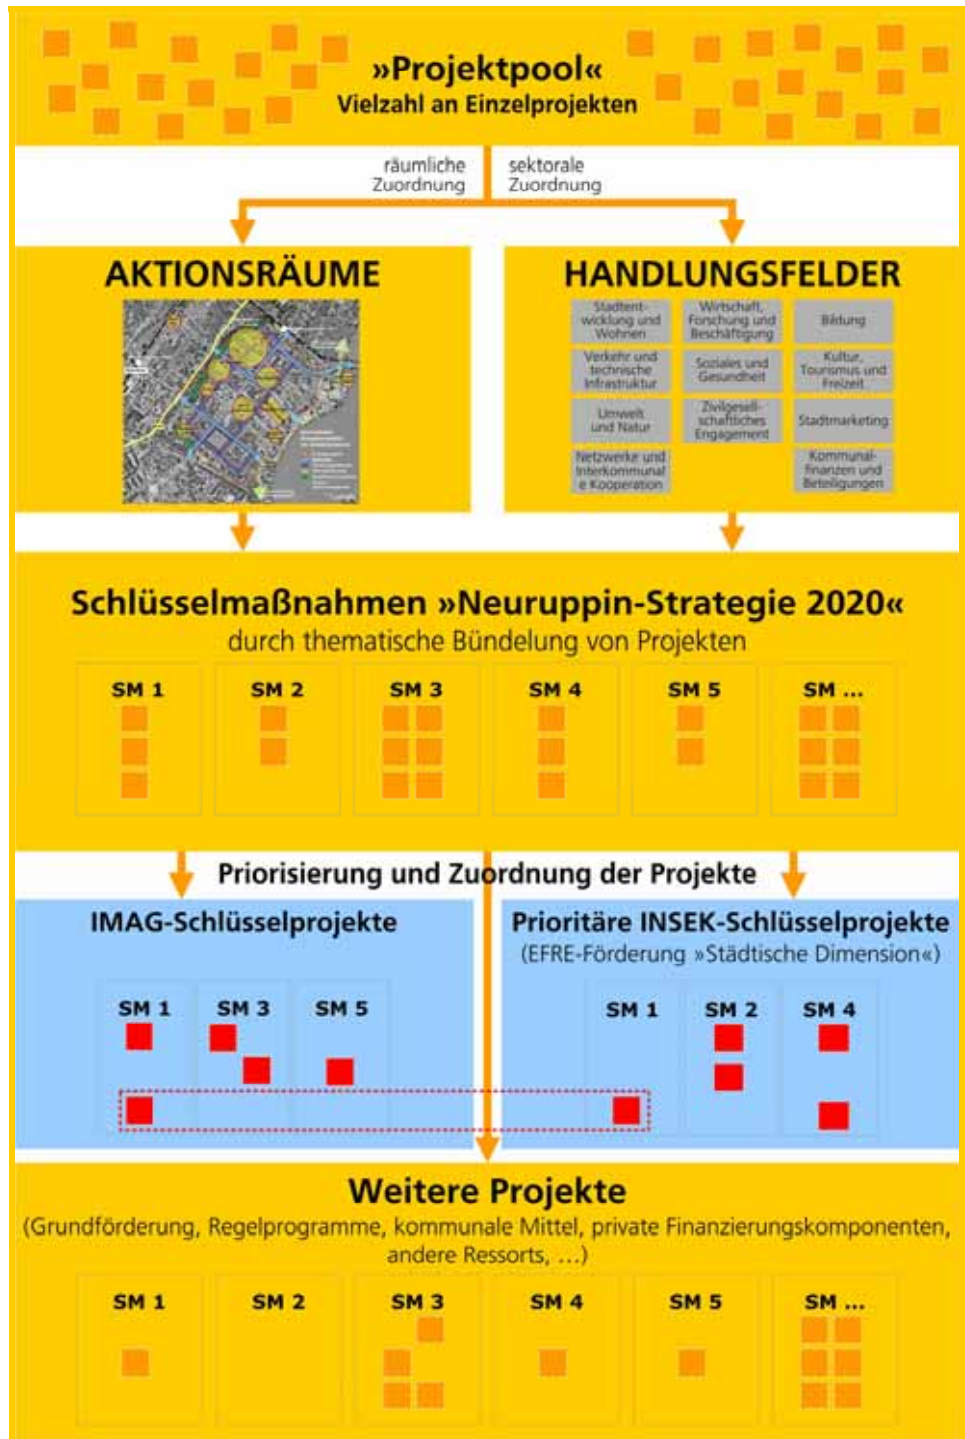 »Projektpool«
Vielzahl an Einzelprojekten
räumliche
Zuordnung
sektorale
Zuordnung
AKTIONSRÄUME
HANDLUNGSFELDER
Stadtent-
wicklung und
Wohnen
Wirtschaft,
Forschung und
Beschäftigung
Bildung
Verkehr und
technische
Infrastruktur
Soziales und
Gesundheit
Kultur,
Tourismus und
Freizeit
Umwelt
und Natur
Zivilgesell-
schaftliches
Engagement
Stadtmarketing
Netzwerke und
Interkommunal
e Kooperation
Kommunal-
finanzen und
Beteiligungen
Schlüsselmaßnahmen »Neuruppin-Strategie 2020«
durch thematische Bündelung von Projekten
SM 1 SM 2 SM 3 SM 4 SM 5 SM ...
Priorisierung und Zuordnung der Projekte
IMAG-Schlüsselprojekte
SM 1 SM 3 SM 5
Prioritäre INSEK-Schlüsselprojekte
(EFRE-Förderung »Städtische Dimension«)
SM 1 SM 2 SM 4
Weitere Projekte
(Grundförderung, Regelprogramme, kommunale Mittel, private Finanzierungskomponenten,
andere Ressorts, ...)
SM 1 SM 2 SM 3 SM 4 SM 5 SM ...